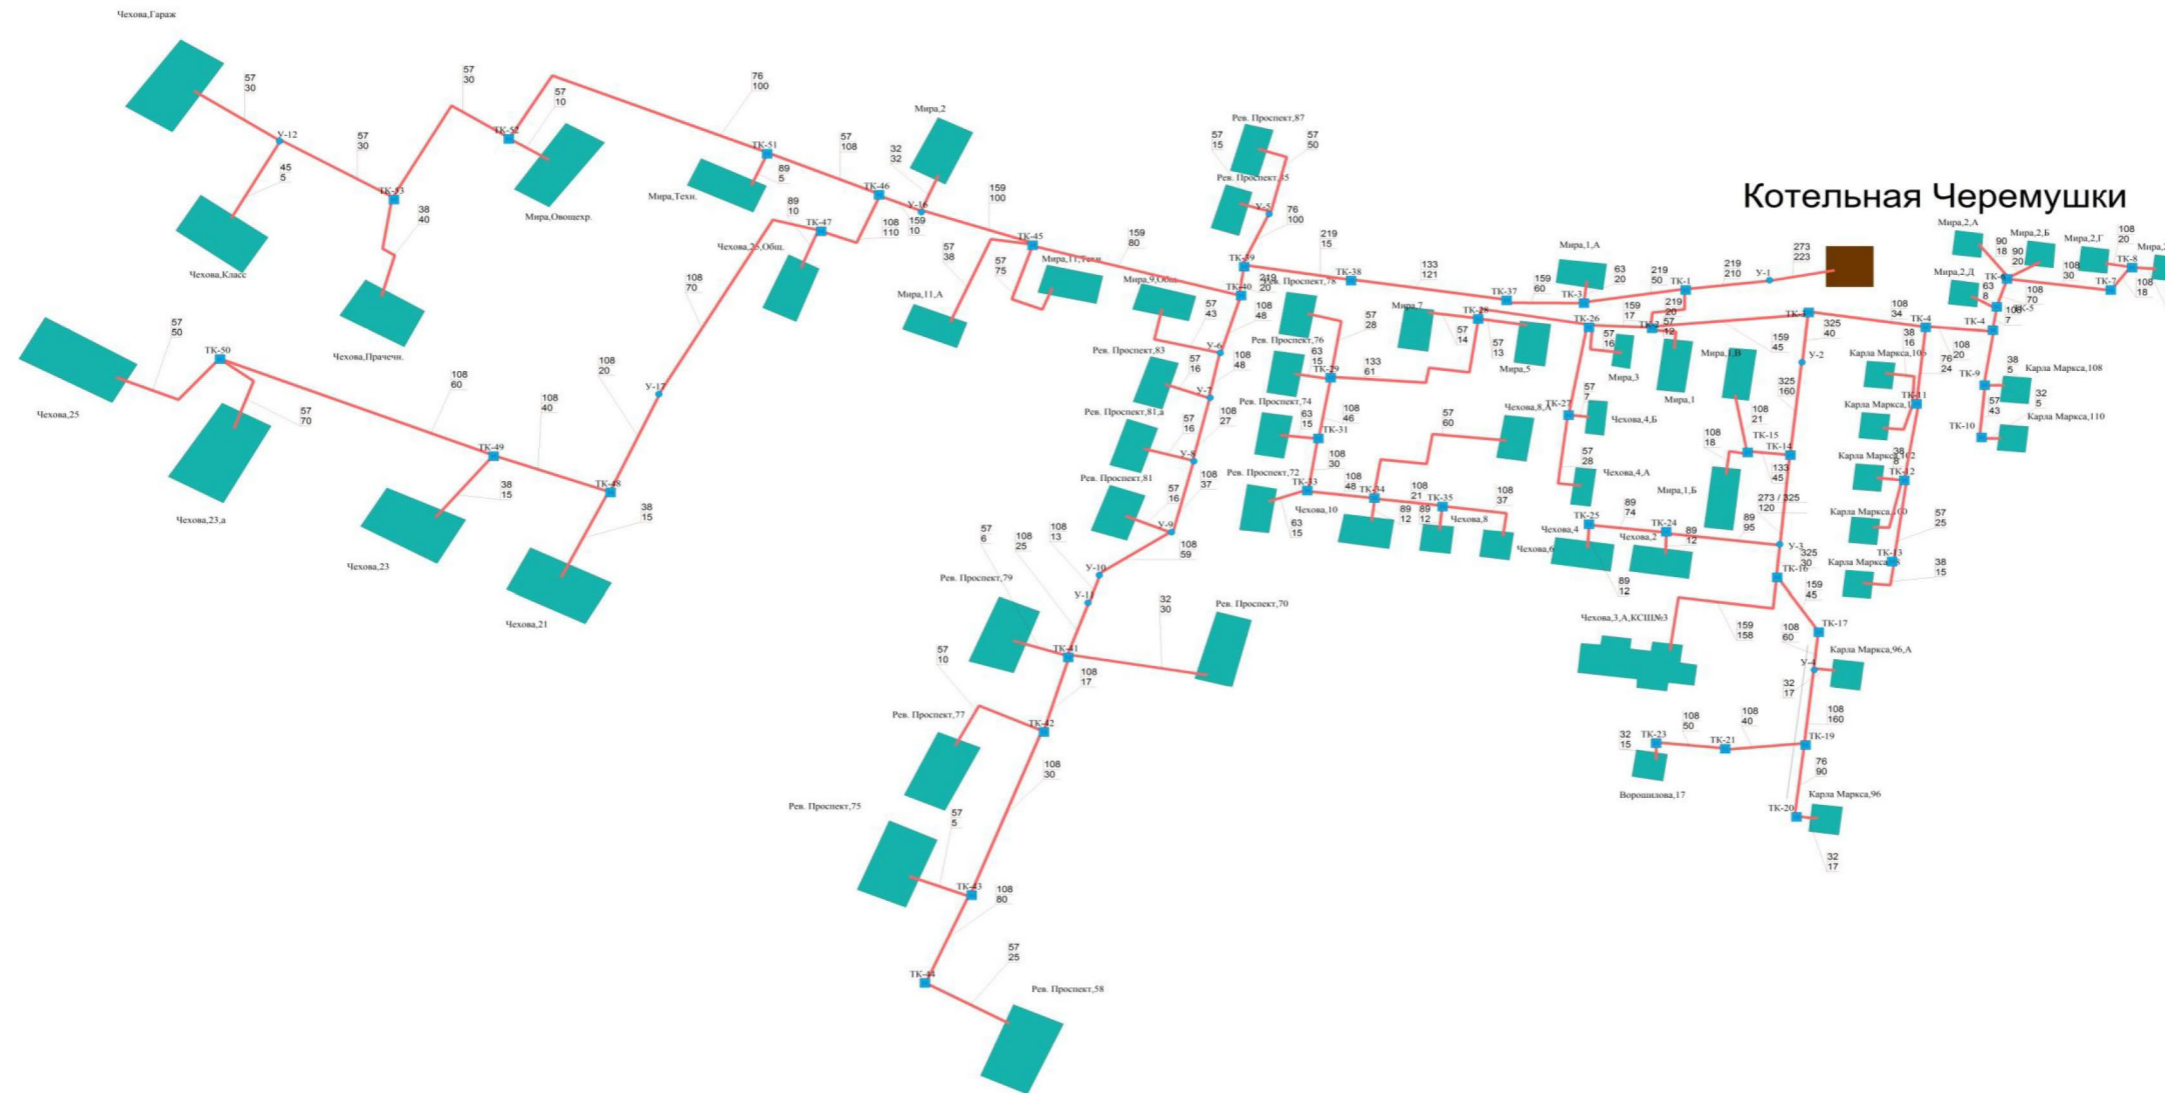 Чехова,Гараж
57
30
У-12
57
30
45
5
Чехова,Класс
57
30
ТК-52
57
10
Мира,Овощехр.
ТК-53
38
40
Чехова,Прачечн.
76
100
ТК-51
57
108
89
5
Мира,Техн.
ТК-46
Мира,2
32
32
У-16
159
10
159
100
89
10
ТК-47
108
110
Чехова,25,Общ.
ТК-45
57
38
57
75
Мира,11,А
Мира,11,Техн.
159
80
Мира,9,Общ.
57
43
108
70
57
50
ТК-50
Чехова,25
57
70
Чехова,23,а
108
60
ТК-49
108
40
108
20
У-17
ТК-48
38
15
Чехова,23
38
15
Чехова,21
Рев. Проспект,87
57
15
57
50
У-5
76
100
ТК-39
219
15
ТК-38
ТК-40
219
20
108
48
У-6
Рев. Проспект,83
57
16
108
48
У-7
Рев. Проспект,81,а
57
16
108
27
У-8
Рев. Проспект,81
57
16
108
37
У-9
108
59
108
13
У-10
У-11
108
25
57
6
Рев. Проспект,79
ТК-41
32
30
Рев. Проспект,70
108
17
57
10
Рев. Проспект,77
ТК-42
108
30
Рев. Проспект,75
57
5
ТК-43
108
80
ТК-44
57
25
Рев. Проспект,58
Котельная Черемушки
273
223
У-1
219
210
ТК-1
219
50
Мира,1,А
63
20
133
121
159
60
ТК-37
219
20
159
17
57
12
Мира,1
ТК-26
57
16
Мира,3
ТК-28
Мира,7
57
14
57
13
Мира,5
Рев. Проспект,78
57
28
Рев. Проспект,76
63
15
ТК-29
133
61
Рев. Проспект,74
63
15
108
46
ТК-31
108
30
Рев. Проспект,72
ТК-33
63
15
108
48
ТК-34
Чехова,10
89
12
108
21
ТК-35
89
12
Чехова,8
108
37
Чехова,6
57
60
Чехова,8,А
57
7
ТК-27
Чехова,4,Б
57
28
Чехова,4,А
ТК-25
Чехова,4
89
12
89
74
ТК-24
Чехова,2
89
12
89
95
159
45
325
40
У-2
325
160
Мира,1,В
108
21
ТК-15
108
18
Мира,1,Б
ТК-14
133
45
273 / 325
120
У-3
325
30
ТК-16
159
45
Чехова,3,А,КСШ№3
159
158
ТК-17
108
60
Карла Маркса,96,А
У-4
32
17
108
160
ТК-19
108
40
ТК-21
108
50
ТК-23
32
15
Ворошилова,17
76
90
ТК-20
Карла Маркса,96
32
17
108
34
ТК-4
38
16
76
24
108
20
ТК-4
ТК-5
108
70
Мира,2,А
90
18
Мира,2,Б
90
20
Мира,2,Д
63
8
108
30
Мира,2,Г
108
20
ТК-8
ТК-7
108
18
ТК-9
38
5
Карла Маркса,108
57
43
32
5
Карла Маркса,110
ТК-10
ТК-11
ТК-12
57
25
ТК-13
38
15